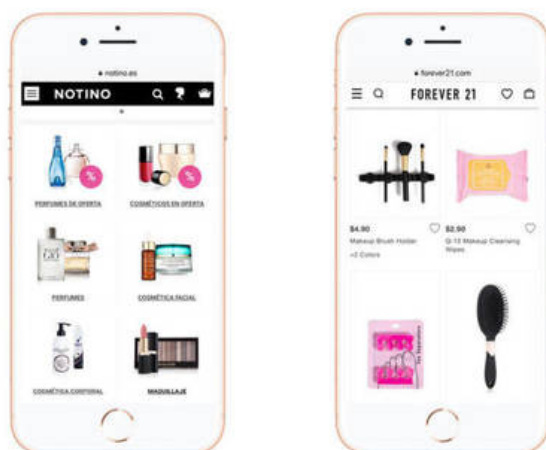 notino.es
NOTINO
PERFUMES DE OFERTA
COSMÉTICOS EN OFERTA
PERFUMES
COSMÉTICA FACIAL
COSMÉTICA CORPORAL
MAQUILLAJE
forever21.com
FOREVER 21
$4.90
Makeup Brush Holder
+2 Colors
$2.90
Q-10 Makeup Cleansing
Wipes